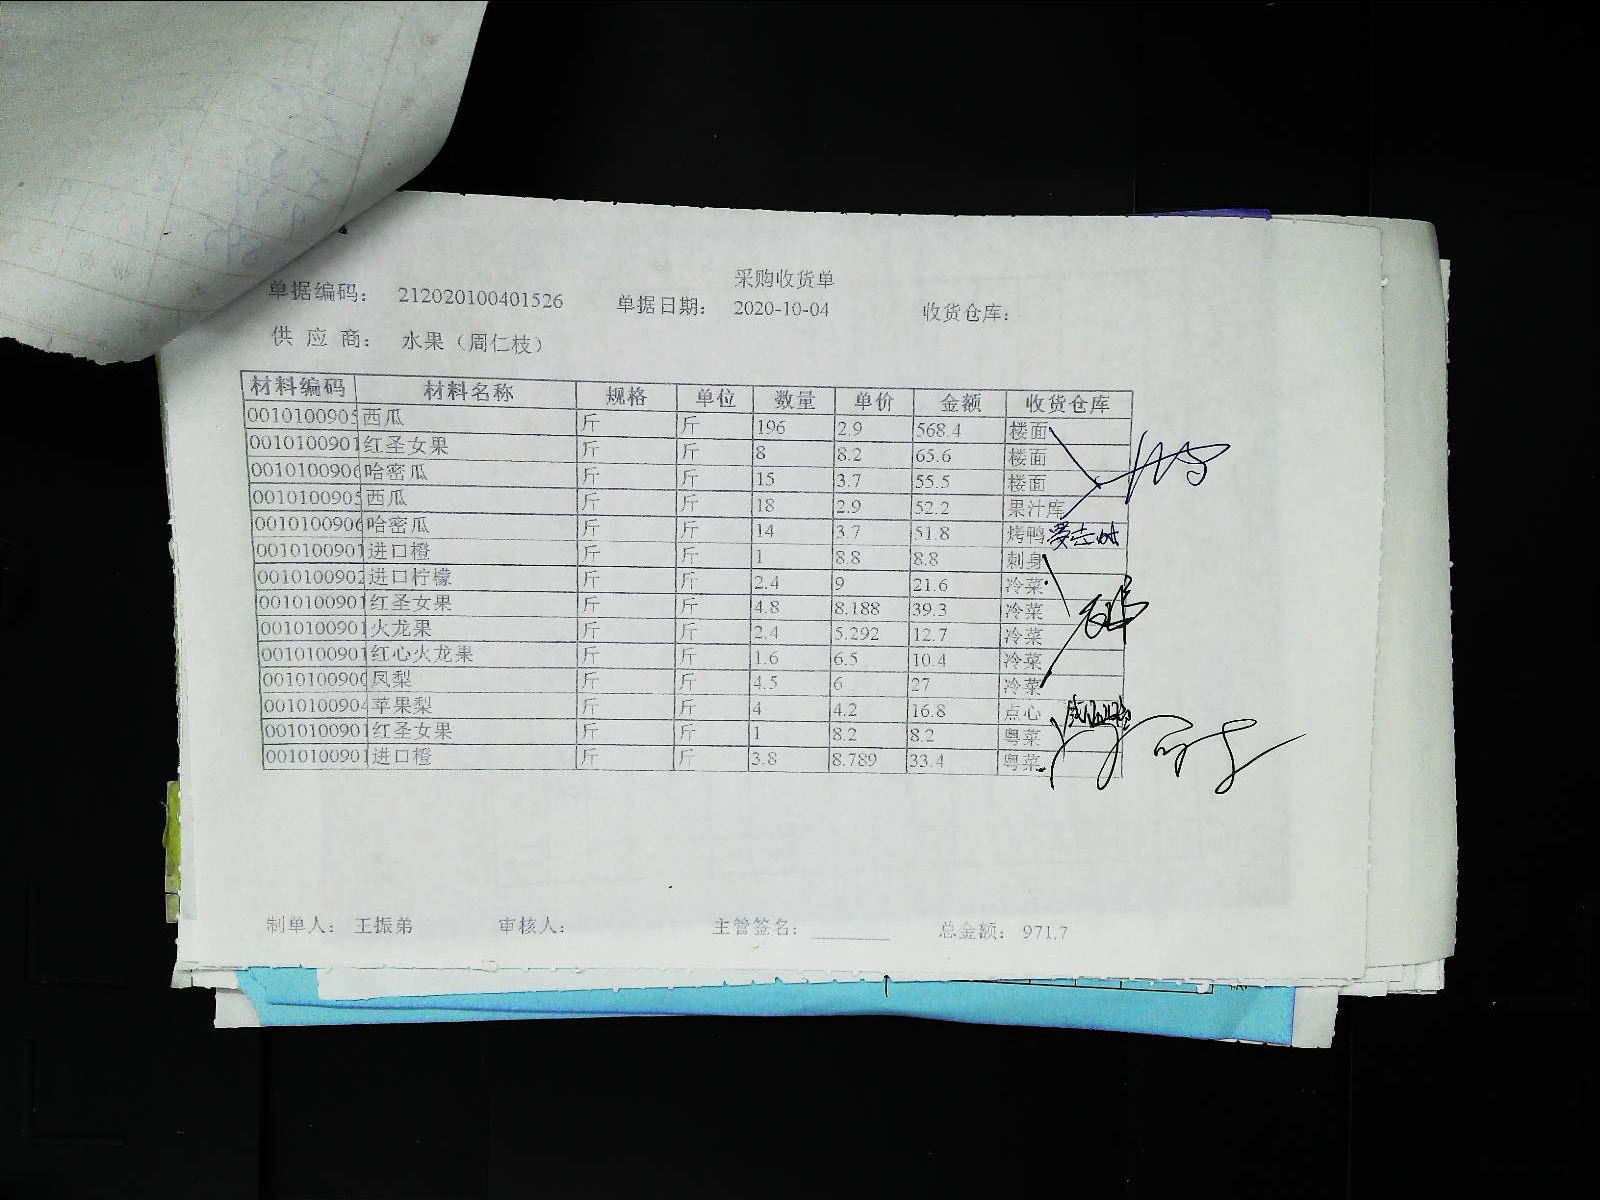 采购收货单
单据编码： 212020100401526 单据日期： 2020-10-04 收货仓库：
供 应 商： 水果（周仁枝）
材料编码 材料名称 规格 单位 数量 单价 金额 收货仓库
0010100905 西瓜 斤 斤 196 2.9 568.4 楼面
0010100901 红圣女果 斤 斤 8 8.2 65.6 楼面
0010100906 哈密瓜 斤 斤 15 3.7 55.5 楼面
0010100905 西瓜 斤 斤 18 2.9 52.2 果汁库
0010100906 哈密瓜 斤 斤 14 3.7 51.8 烤鸭
0010100901 进口橙 斤 斤 1 8.8 8.8 刺身
0010100902 进口柠檬 斤 斤 2.4 9 21.6 冷菜
0010100901 红圣女果 斤 斤 4.8 8.188 39.3 冷菜
0010100901 火龙果 斤 斤 2.4 5.292 12.7 冷菜
0010100901 红心火龙果 斤 斤 1.6 6.5 10.4 冷菜
0010100900 凤梨 斤 斤 4.5 6 27 冷菜
0010100904 苹果梨 斤 斤 4 4.2 16.8 点心
0010100901 红圣女果 斤 斤 1 8.2 8.2 粤菜
0010100901 进口橙 斤 斤 3.8 8.789 33.4 粤菜
制单人： 王振弟 审核人： 主管签名： 总金额： 971.7